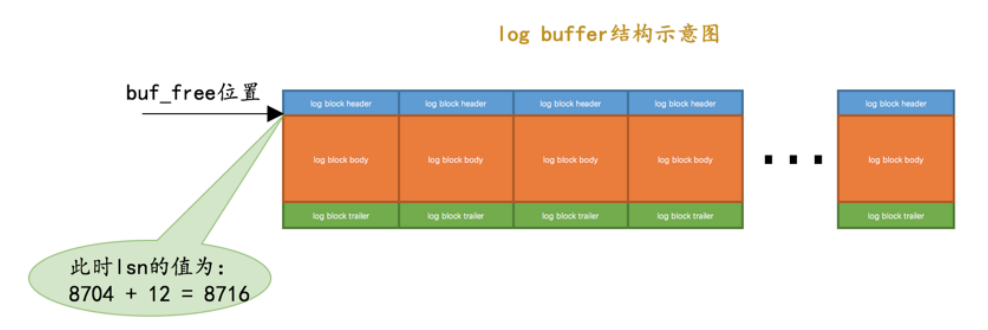 log buffer结构示意图
buf_free位置
log block header log block header log block header log block header log block header
log block body log block body log block body log block body log block body
log block trailer log block trailer log block trailer log block trailer log block trailer
此时lsn的值为：
8704 + 12 = 8716